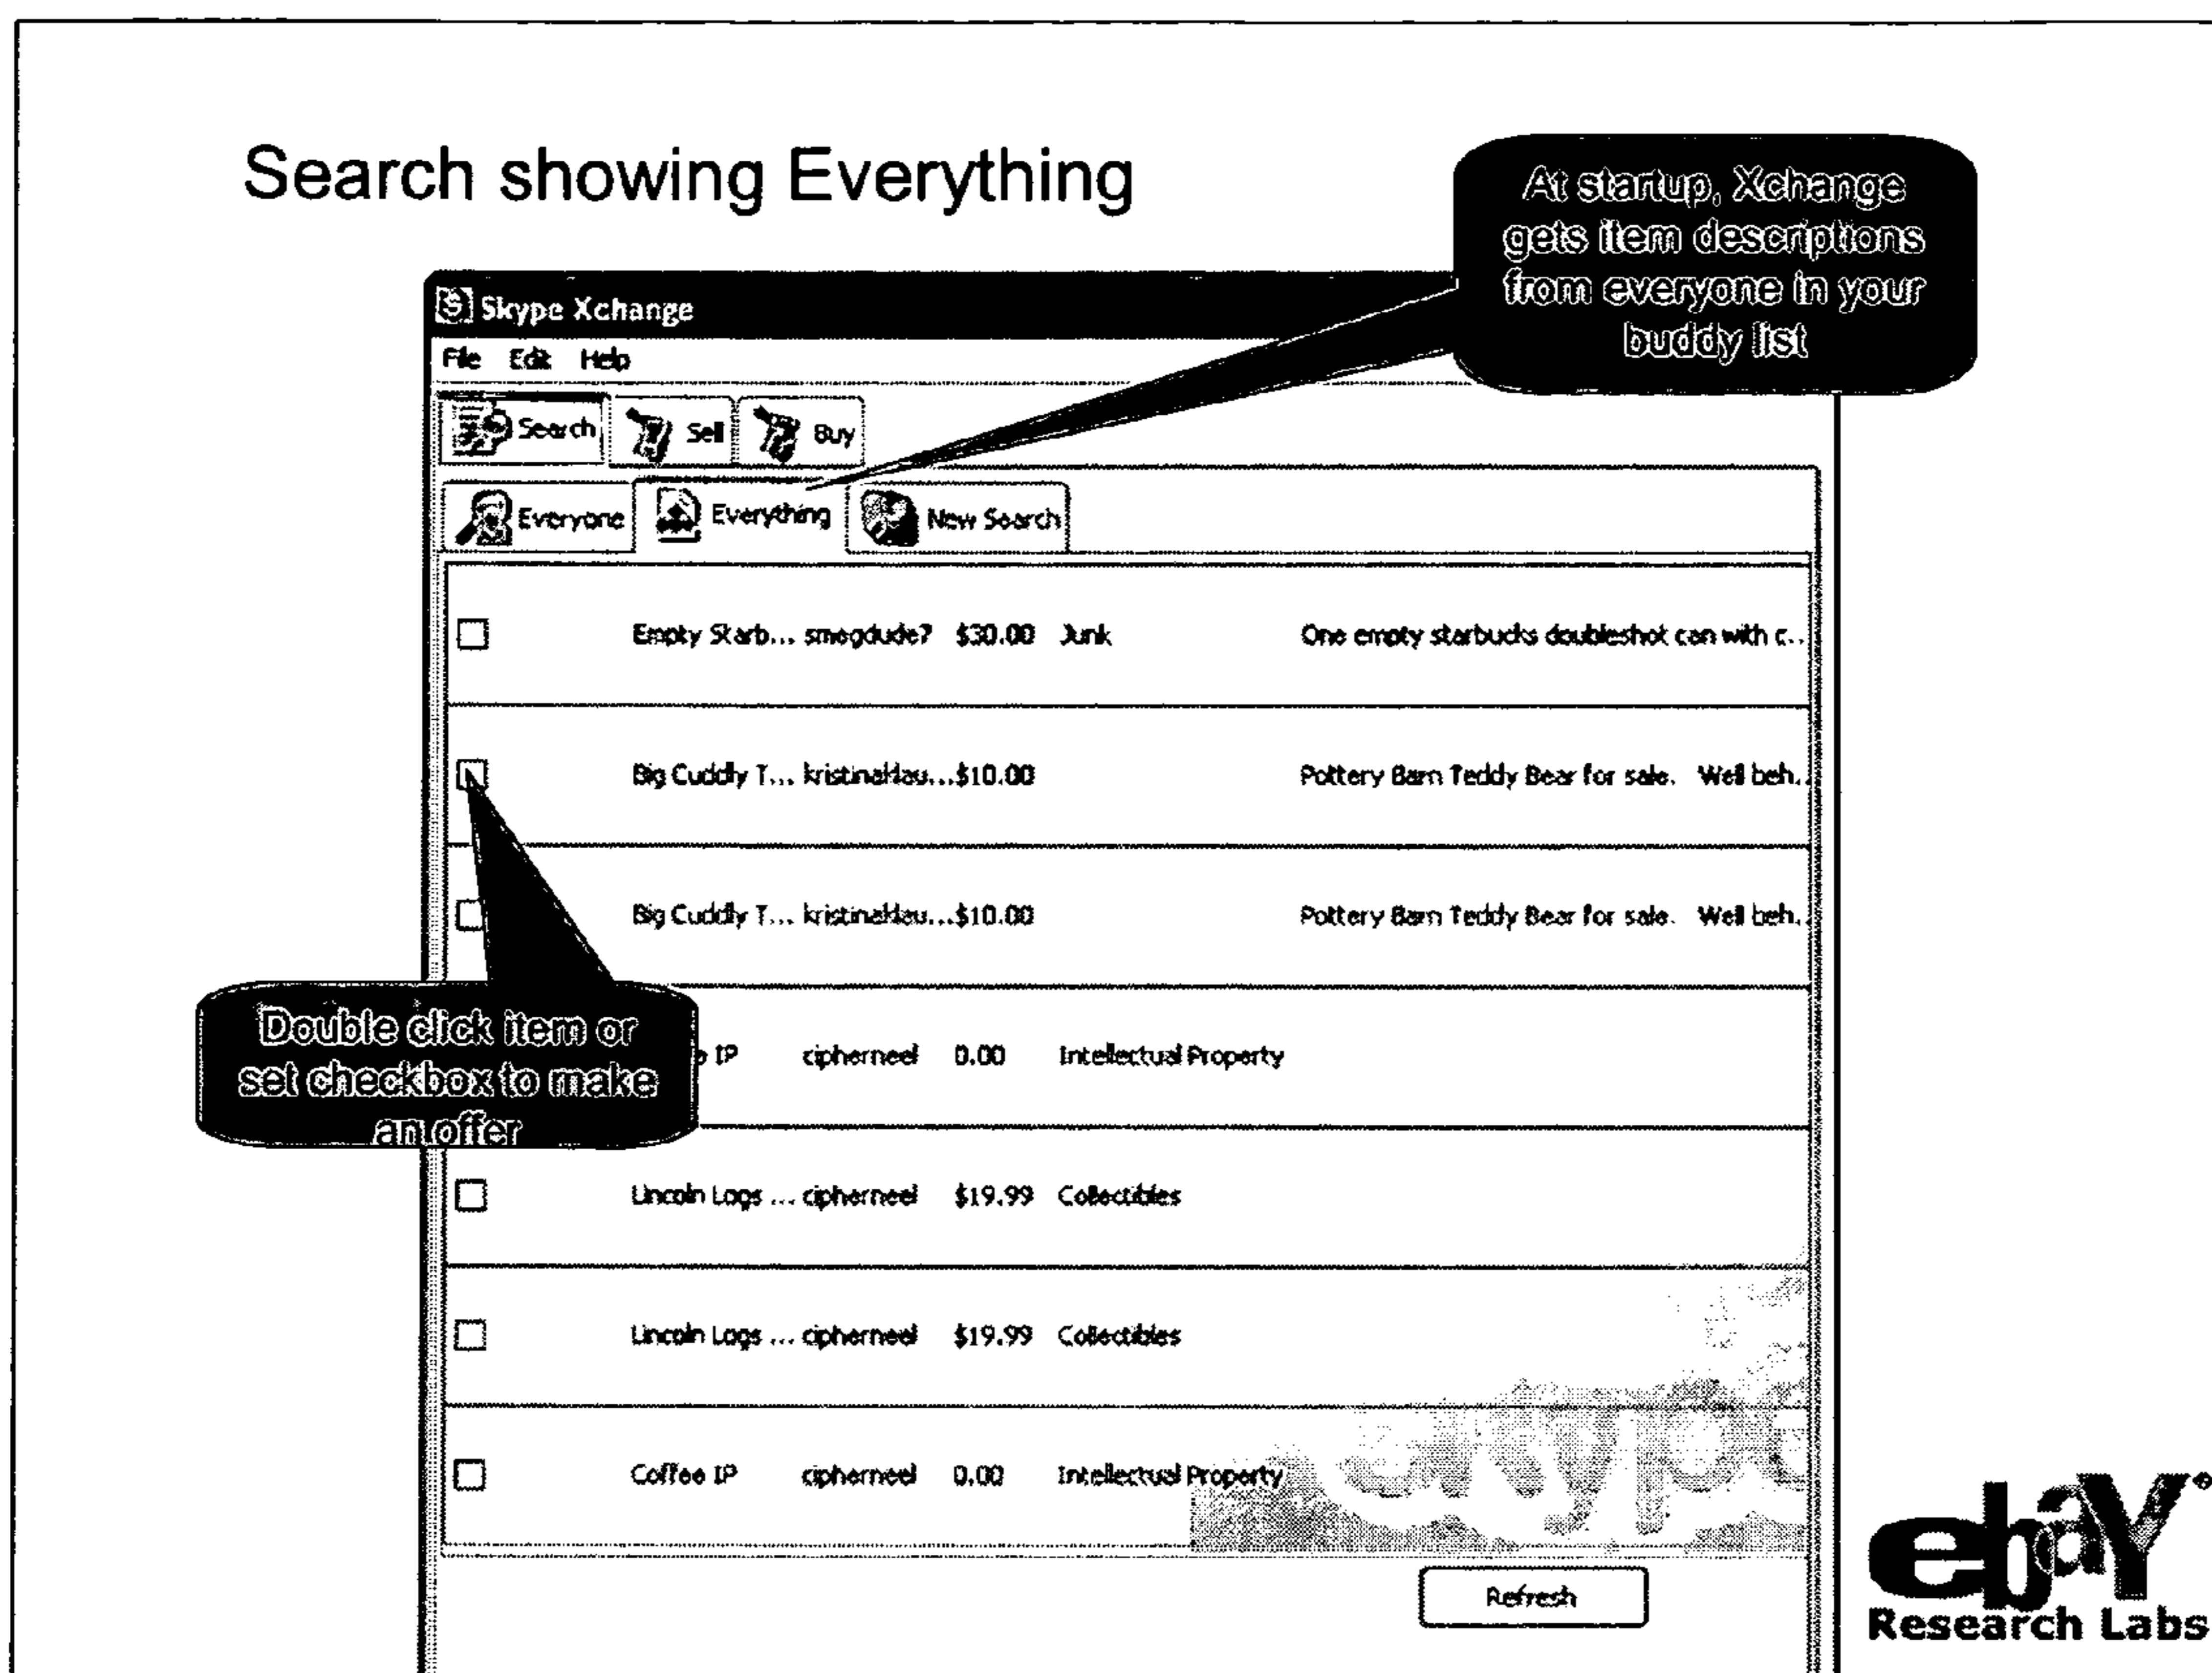 Search showing Everything
At startup, Xchange
gets item descriptions
from everyone in your
buddy list
Skype Xchange
File Edit Help
Search Sell Buy
Everyone Everything New Search
Empty Starb... smogdude7 $30.00 Junk One empty starbucks doubleshot can with c...
Big Cuddly T... $10.00 Pottery Barn Teddy Bear for sale. Well beh...
Big Cuddly T... $10.00 Pottery Barn Teddy Bear for sale. Well beh...
Double click item or
set checkbox to make
an offer
IP cipherneel 0.00 Intellectual Property
Lincoln Logs ... cipherneel $19.99 Collectibles
Lincoln Logs ... cipherneel $19.99 Collectibles
Coffee IP cipherneel 0.00 Intellectual Property
skype
Refresh
ebaY®
Research Labs